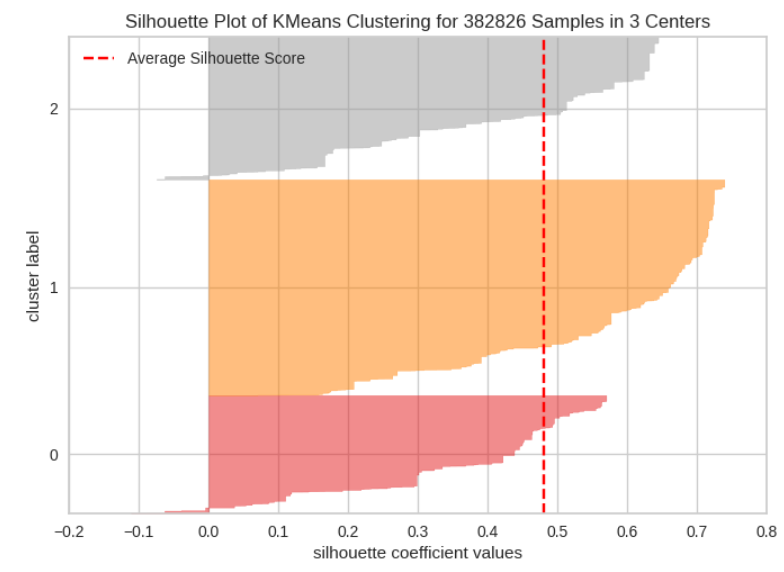 Silhouette Plot of KMeans Clustering for 382826 Samples in 3 Centers
Average Silhouette Score
2
1
0
cluster label
−0.2 −0.1 0.0 0.1 0.2 0.3 0.4 0.5 0.6 0.7 0.8
silhouette coefficient values